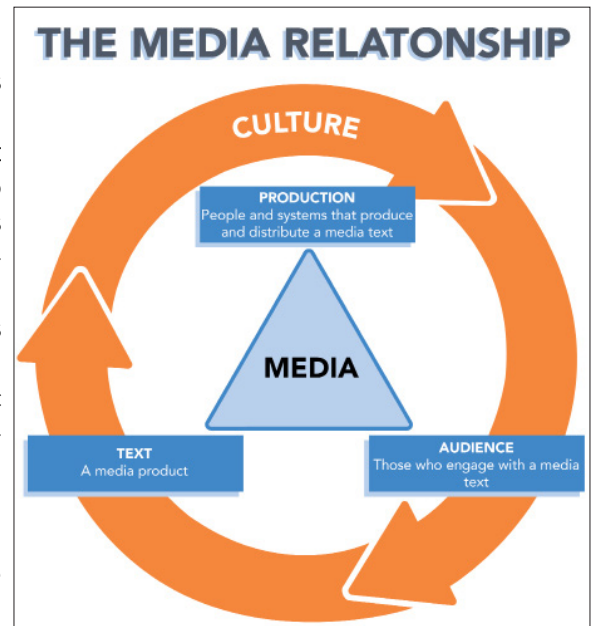 THE MEDIA RELATONSHIP
CULTURE
PRODUCTION
People and systems that produce
and distribute a media text
MEDIA
TEXT
A media product
AUDIENCE
Those who engage with a media
text